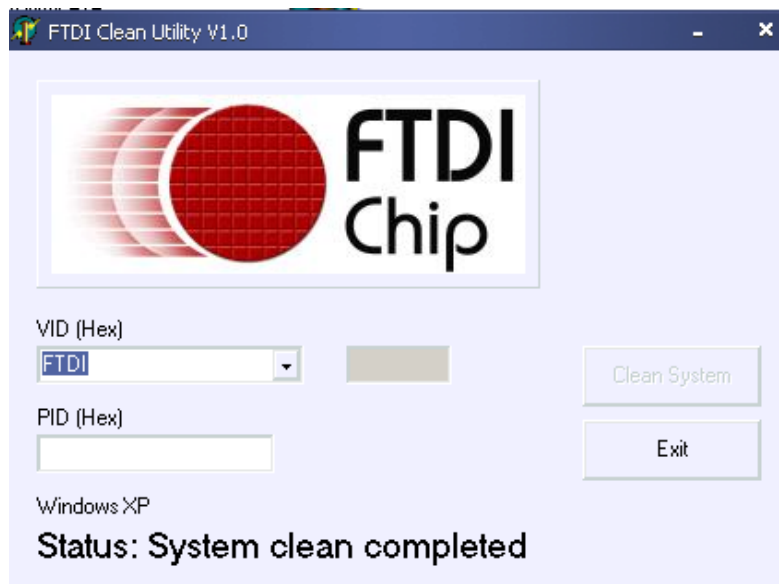 FTDI Clean Utility V1.0
FTDI
Chip
VID (Hex)
FTDI
Clean System
PID (Hex)
Exit
Windows XP
Status: System clean completed